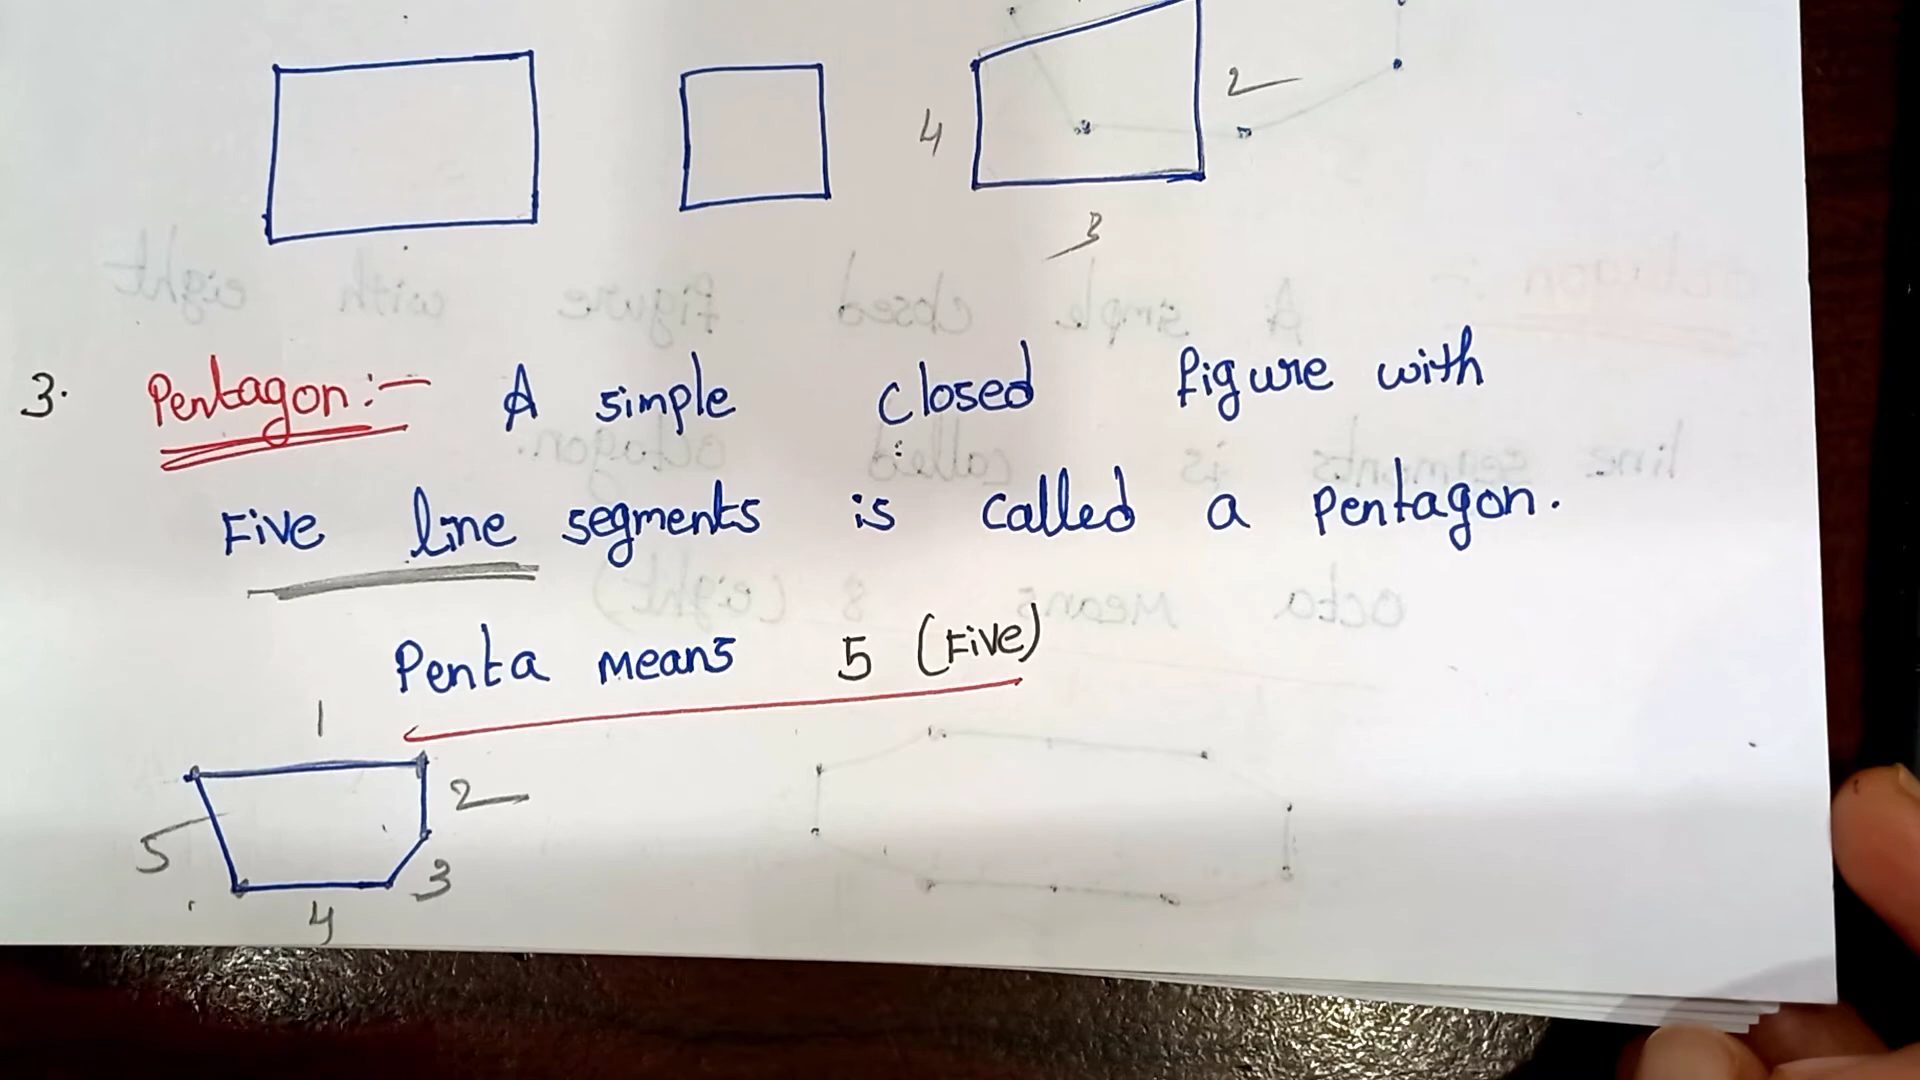 2
4
3
3. Pentagon:- A simple closed figure with
Five line segments is called a pentagon.
Penta means 5 (Five)
1
2
5
3
4